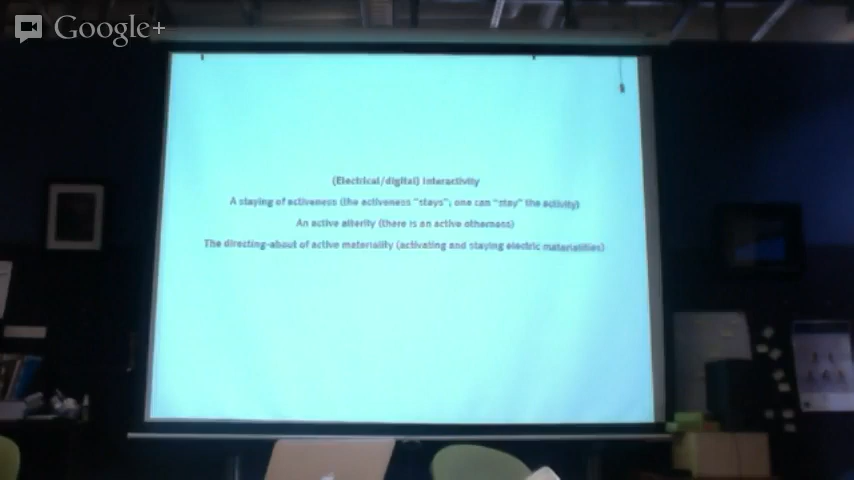 Google+
(Electrical/digital) Interactivity
A staying of activeness (the activeness "stays"; one can "stay" the activity)
An active alterity (there is an active otherness)
The directing-about of active materiality (activating and staying electric materialities)